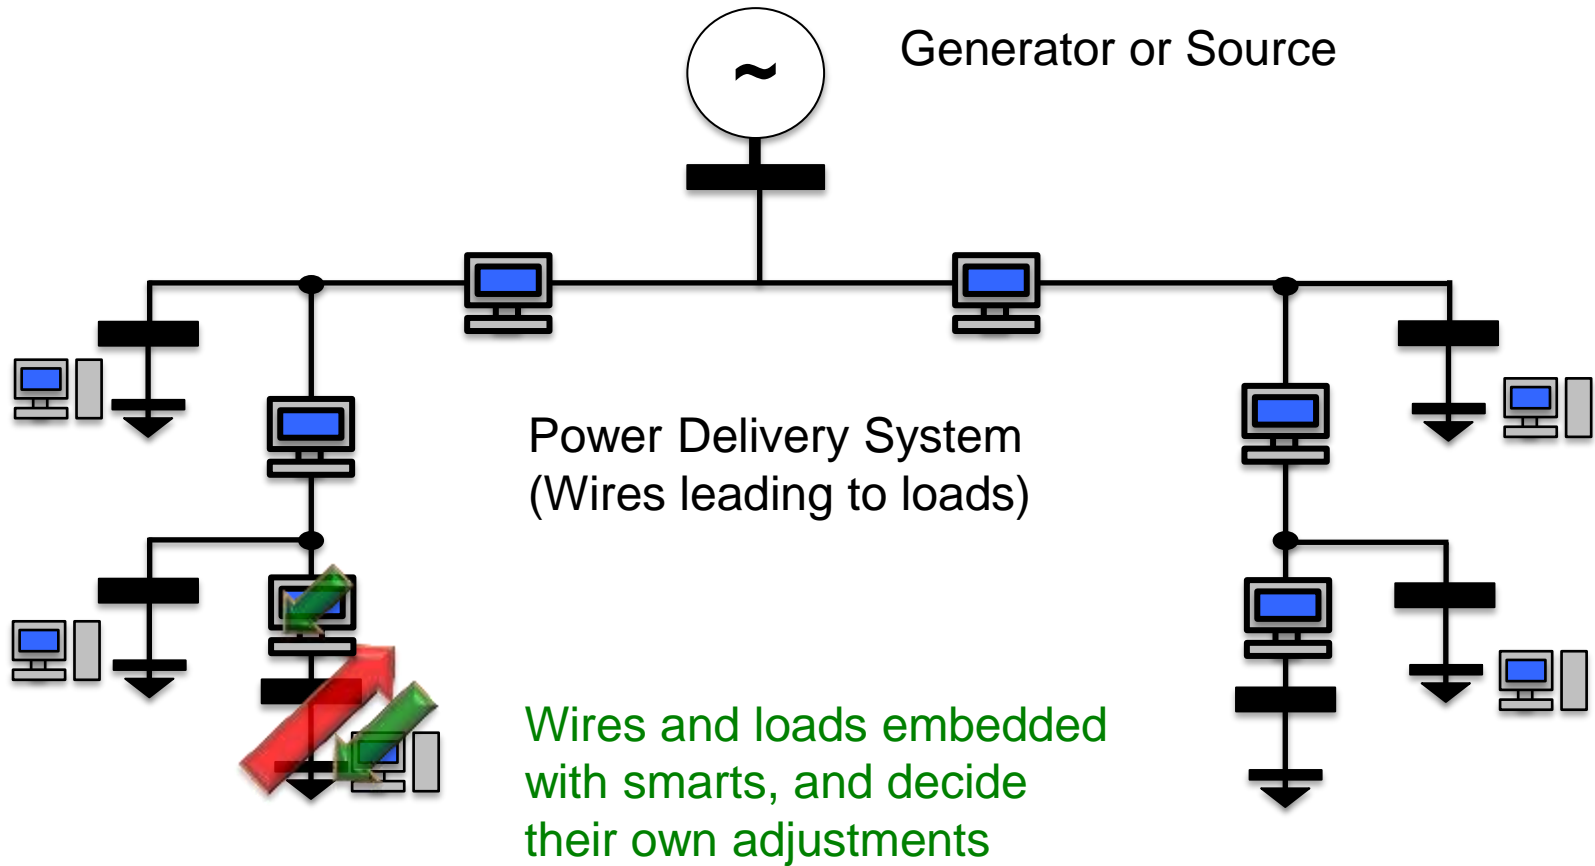 ~
Generator or Source
Power Delivery System
(Wires leading to loads)
Wires and loads embedded
with smarts, and decide
their own adjustments